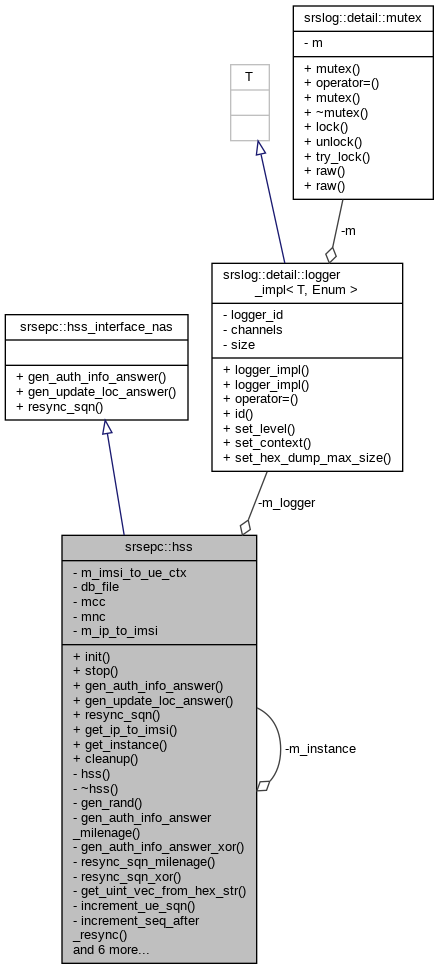 srslog::detail::mutex
- m
+ mutex()
+ operator=()
+ mutex()
+ ~mutex()
+ lock()
+ unlock()
+ try_lock()
+ raw()
+ raw()
T
-m
srslog::detail::logger
_impl< T, Enum >
- logger_id
- channels
- size
+ logger_impl()
+ logger_impl()
+ operator=()
+ id()
+ set_level()
+ set_context()
+ set_hex_dump_max_size()
srsepc::hss_interface_nas
+ gen_auth_info_answer()
+ gen_update_loc_answer()
+ resync_sqn()
-m_logger
srsepc::hss
- m_imsi_to_ue_ctx
- db_file
- mcc
- mnc
- m_ip_to_imsi
+ init()
+ stop()
+ gen_auth_info_answer()
+ gen_update_loc_answer()
+ resync_sqn()
+ get_ip_to_imsi()
+ get_instance()
+ cleanup()
- hss()
- ~hss()
- gen_rand()
- gen_auth_info_answer
_milenage()
- gen_auth_info_answer_xor()
- resync_sqn_milenage()
- resync_sqn_xor()
- get_uint_vec_from_hex_str()
- increment_ue_sqn()
- increment_seq_after
_resync()
and 6 more...
-m_instance